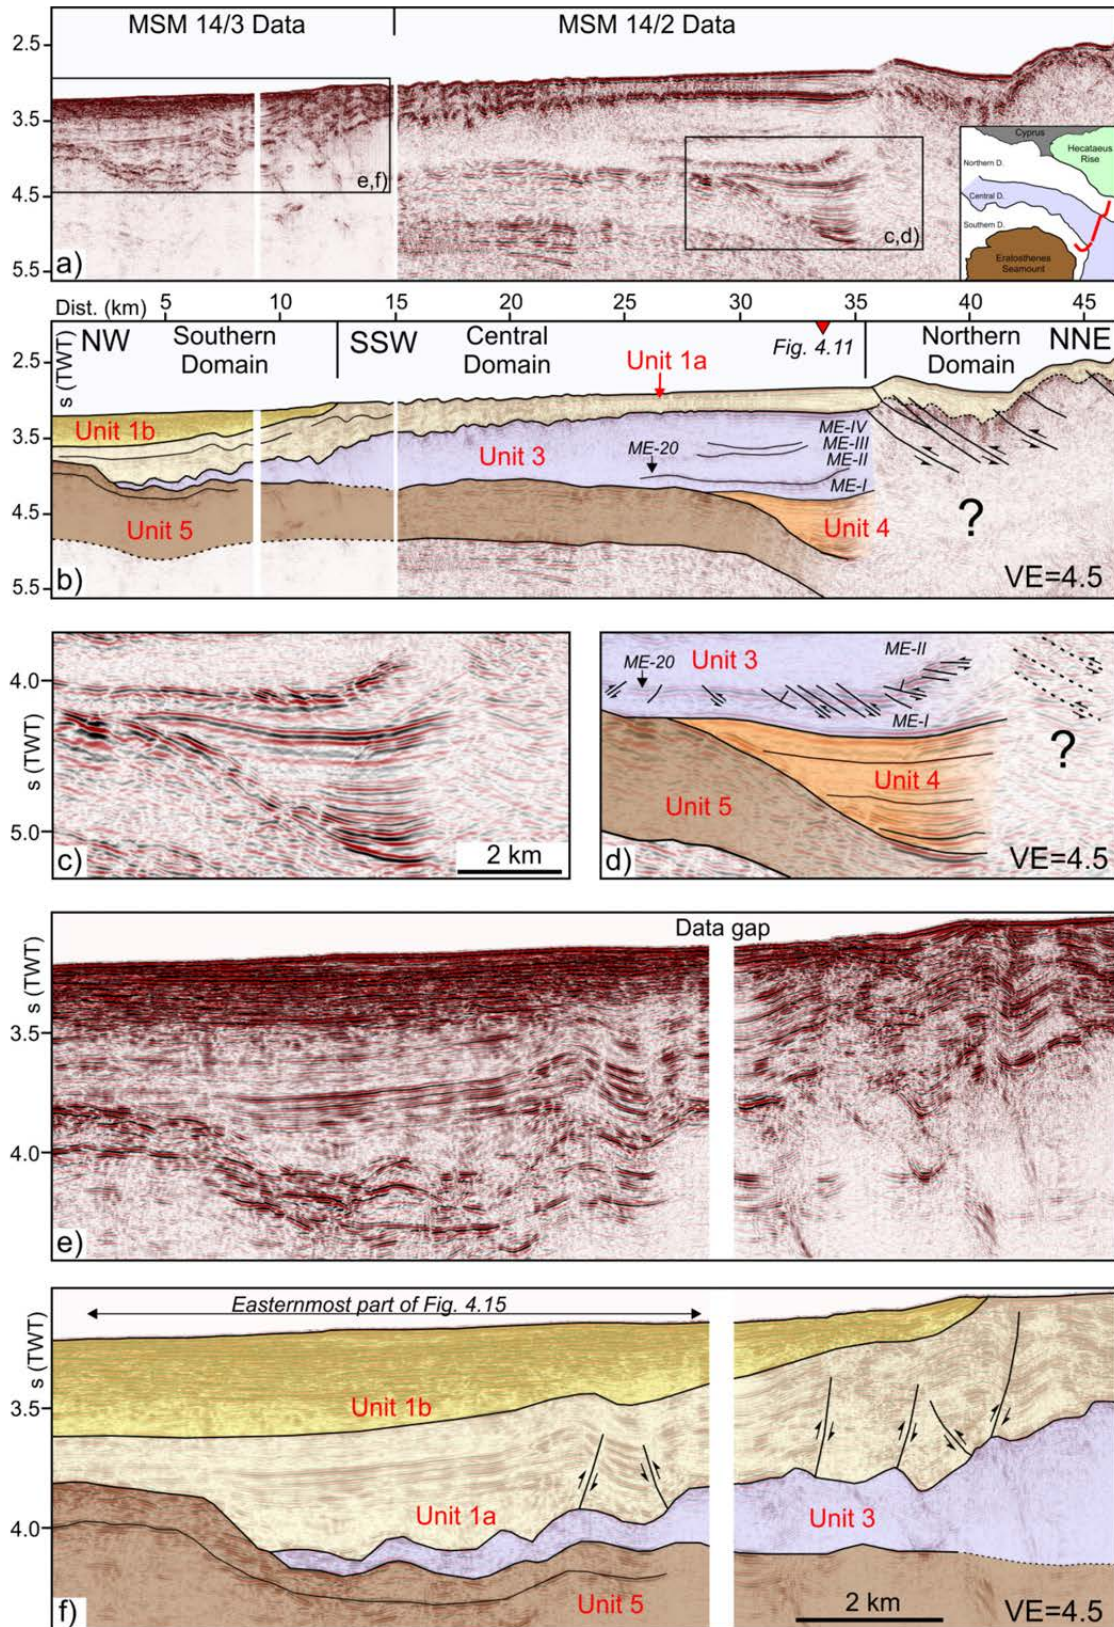 MSM 14/3 Data
MSM 14/2 Data
2.5
3.5
4.5
5.5
e,f)
c,d)
a)
Cyprus
Hecataeus
Rise
Northern D.
Central D.
Southern D.
Eratosthenes
Seamount
Dist. (km)
5
10
15
20
25
30
35
40
45
NW
Southern
Domain
SSW
Central
Domain
Fig. 4.11
Northern
Domain
NNE
s (TWT)
2.5
3.5
4.5
5.5
Unit 1a
Unit 1b
Unit 3
ME-20
ME-IV
ME-III
ME-II
ME-I
Unit 5
Unit 4
?
b)
VE=4.5
4.0
s (TWT)
5.0
c)
2 km
ME-20
Unit 3
ME-II
ME-I
Unit 4
Unit 5
?
d)
VE=4.5
Data gap
s (TWT)
3.5
4.0
e)
Easternmost part of Fig. 4.15
s (TWT)
3.5
4.0
Unit 1b
Unit 1a
Unit 3
Unit 5
2 km
f)
VE=4.5